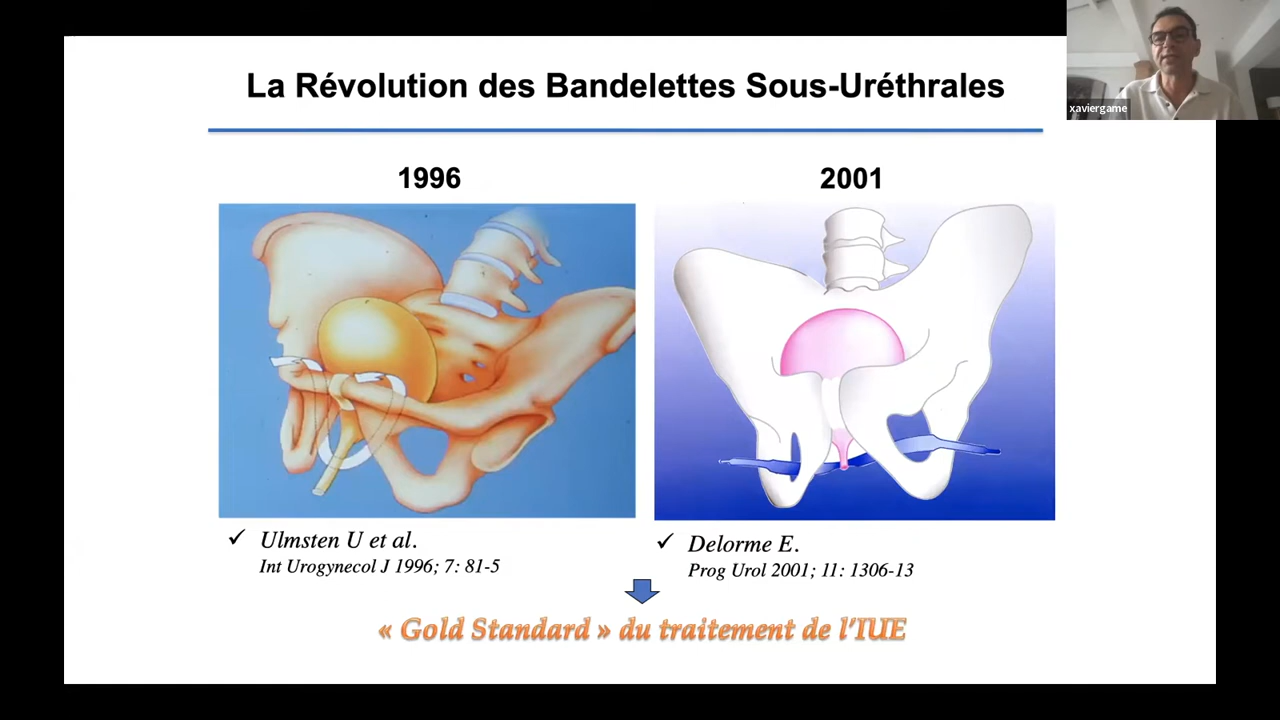 La Révolution des Bandelettes Sous-Uréthrales
xaviergame
1996
2001
✓ Ulmsten U et al.
Int Urogynecol J 1996; 7: 81-5
✓ Delorme E.
Prog Urol 2001; 11: 1306-13
« Gold Standard » du traitement de l'IUE